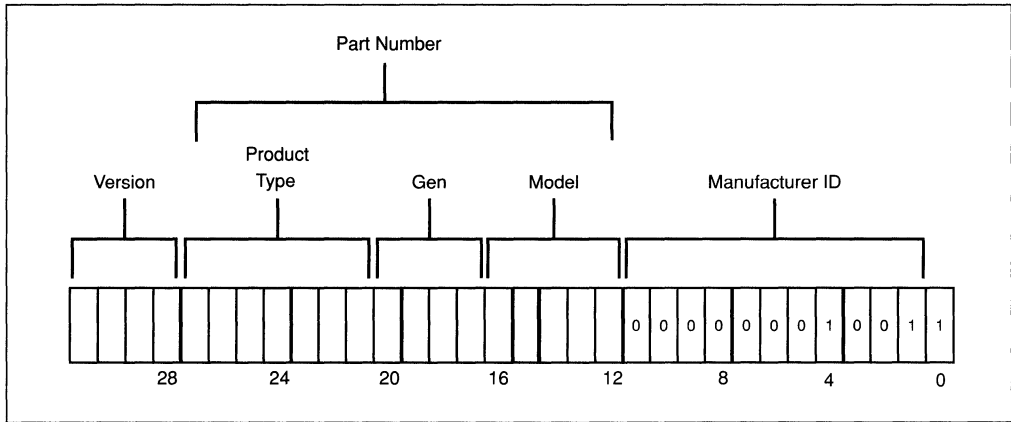 Part Number
Product
Type
Version
Gen
Model
Manufacturer ID
0 0 0 0 0 0 0 1 0 0 1 1
28 24 20 16 12 8 4 0